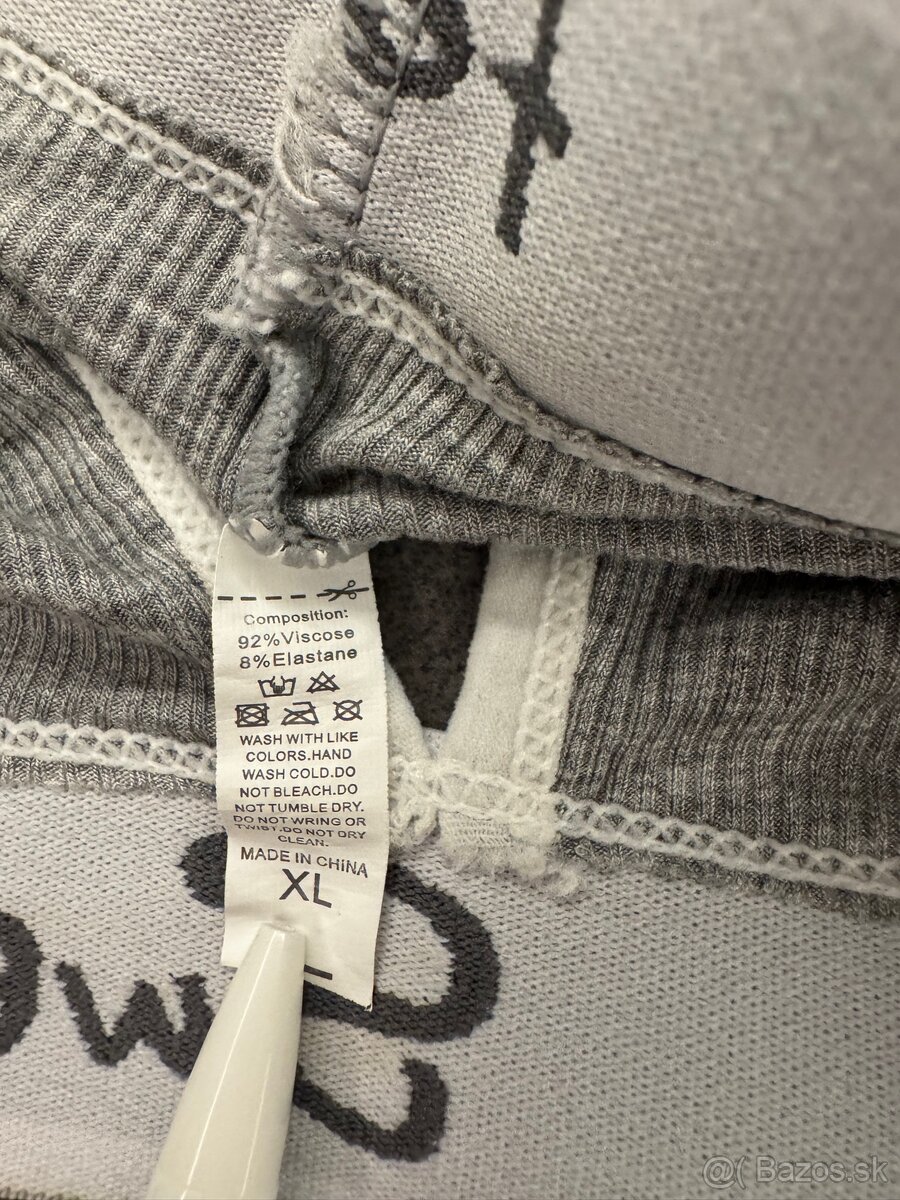 Composition:
92%Viscose
8%Elastane
WASH WITH LIKE
COLORS.HAND
WASH COLD.DO
NOT BLEACH.DO
NOT TUMBLE DRY.
DO NOT WRING OR
TWIST.DO NOT DRY
CLEAN.
MADE IN CHINA
XL
@( Bazos.sk